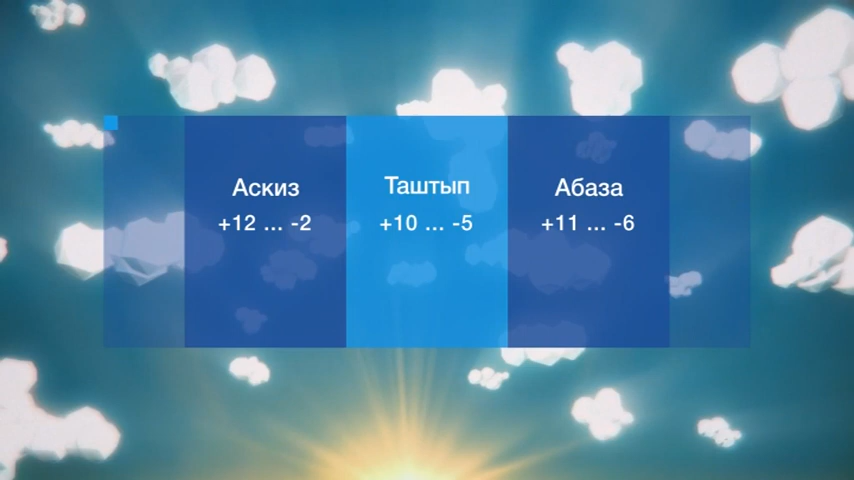 Аскиз
+12 ... -2
Таштып
+10 ... -5
Абаза
+11 ... -6